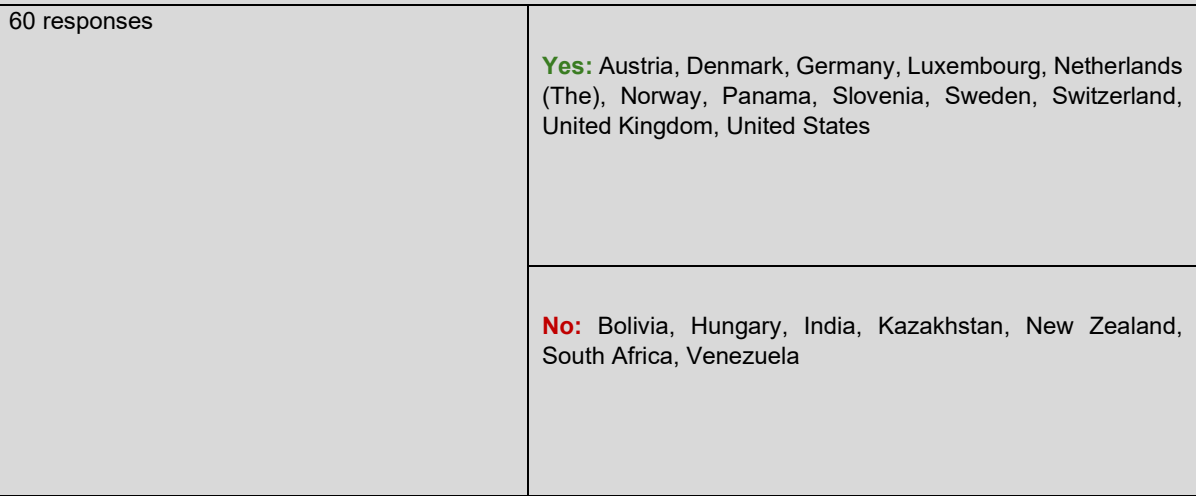 60 responses
Yes: Austria, Denmark, Germany, Luxembourg, Netherlands
(The), Norway, Panama, Slovenia, Sweden, Switzerland,
United Kingdom, United States
No: Bolivia, Hungary, India, Kazakhstan, New Zealand,
South Africa, Venezuela